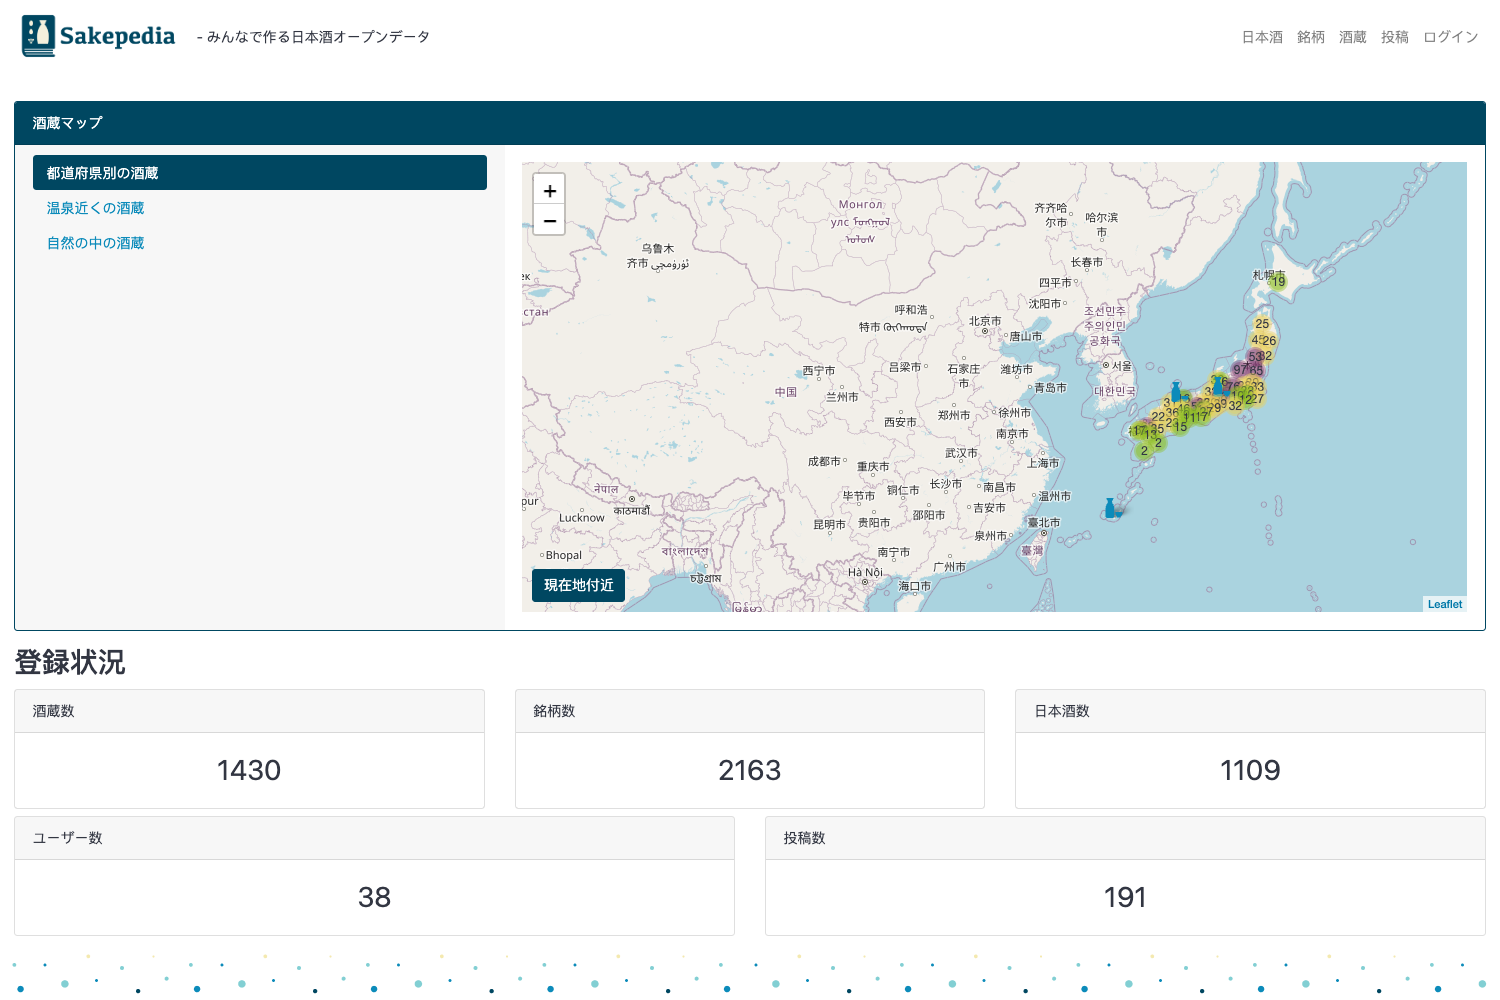 Sakepedia
- みんなで作る日本酒オープンデータ
日本酒 銘柄 酒蔵 投稿 ログイン
酒蔵マップ
都道府県別の酒蔵
温泉近くの酒蔵
自然の中の酒蔵
+
−
Монгол
улс
齐齐哈
尔市
哈尔滨
市
乌鲁木
齐市
长春市
四平市
沈阳市
札幌市
19
呼和浩
特市
北京市
唐山市
조선민주
주의인민
공화국
25
26
53
32
97
65
서울
대한민국
西宁市
吕梁市
石家庄
市
潍坊市
青岛市
中国
兰州市
郑州市
徐州市
西安市
南京市
27
32
22
15
17
2
2
成都市
重庆市
武汉市
上海市
नेपाल
काठमाडौँ
Lucknow
毕节市
铜仁市
长沙市
南昌市
温州市
pur
昆明市
贵阳市
邵阳市
吉安市
臺北市
泉州市
臺灣
Bhopal
বাংলাদেশ
চট্টগ্রাম
南宁市
广州市
Hà Nội
海口市
стан
ек
現在地付近
Leaflet
登録状況
酒蔵数
1430
銘柄数
2163
日本酒数
1109
ユーザー数
38
投稿数
191